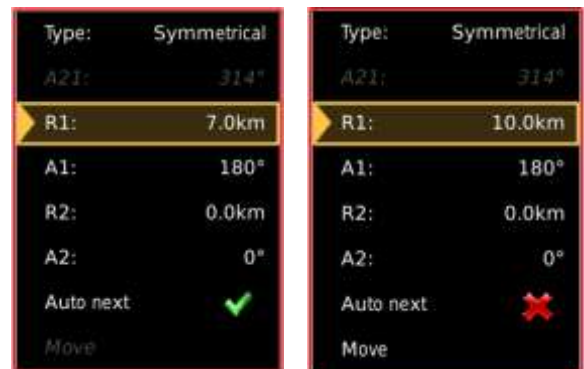 Type: Symmetrical
A21: 314°
R1: 7.0km
A1: 180°
R2: 0.0km
A2: 0°
Auto next
Move
Type: Symmetrical
A21: 314°
R1: 10.0km
A1: 180°
R2: 0.0km
A2: 0°
Auto next
Move